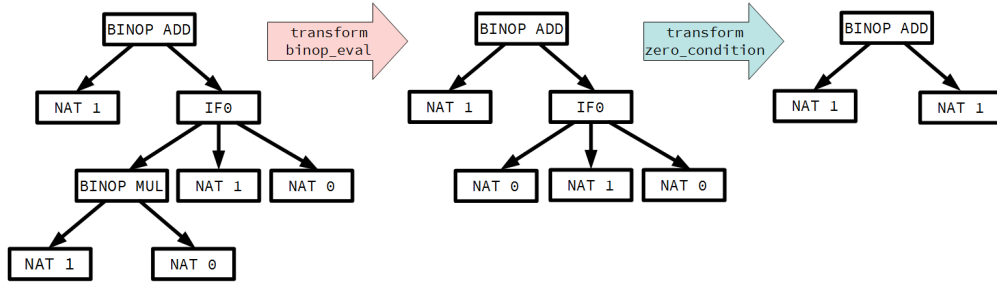 BINOP ADD
NAT 1
IF0
BINOP MUL
NAT 1
NAT 0
NAT 1
NAT 0
transform
binop_eval
BINOP ADD
NAT 1
IF0
NAT 0
NAT 1
NAT 0
transform
zero_condition
BINOP ADD
NAT 1
NAT 1